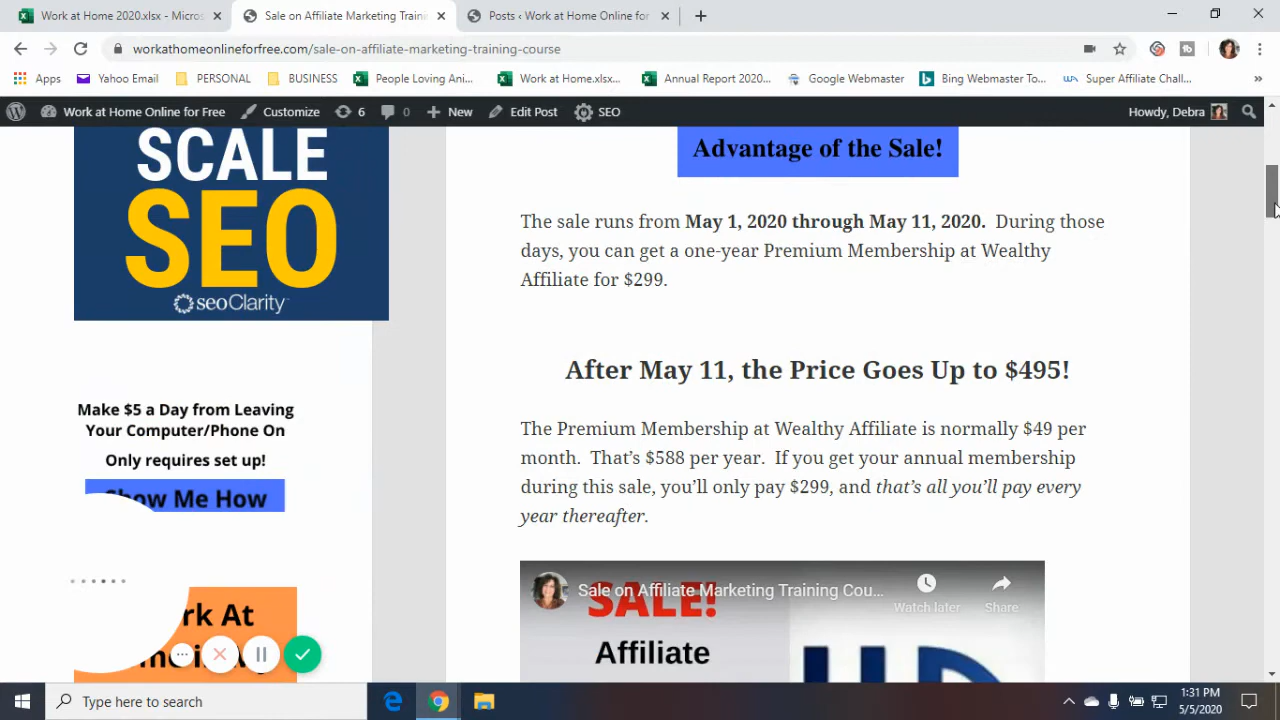 Work at Home 2020.xlsx - Micros
Sale on Affiliate Marketing Traini
Posts ‹ Work at Home Online for
workathomeonlineforfree.com/sale-on-affiliate-marketing-training-course
Apps
Yahoo Email
PERSONAL
BUSINESS
People Loving Ani...
Work at Home.xlsx...
Annual Report 2020...
Google Webmaster
Bing Webmaster To...
Super Affiliate Chall...
»
Work at Home Online for Free
Customize
6
0
New
Edit Post
SEO
Howdy, Debra
SCALE
SEO
seoClarity
Make $5 a Day from Leaving
Your Computer/Phone On
Only requires set up!
Show Me How
rk At
Advantage of the Sale!
The sale runs from May 1, 2020 through May 11, 2020. During those
days, you can get a one-year Premium Membership at Wealthy
Affiliate for $299.
After May 11, the Price Goes Up to $495!
The Premium Membership at Wealthy Affiliate is normally $49 per
month. That's $588 per year. If you get your annual membership
during this sale, you'll only pay $299, and that's all you'll pay every
year thereafter.
Sale on Affiliate Marketing Training Cou...
Watch later
Share
SALE!
Affiliate
Type here to search
1:31 PM
5/5/2020